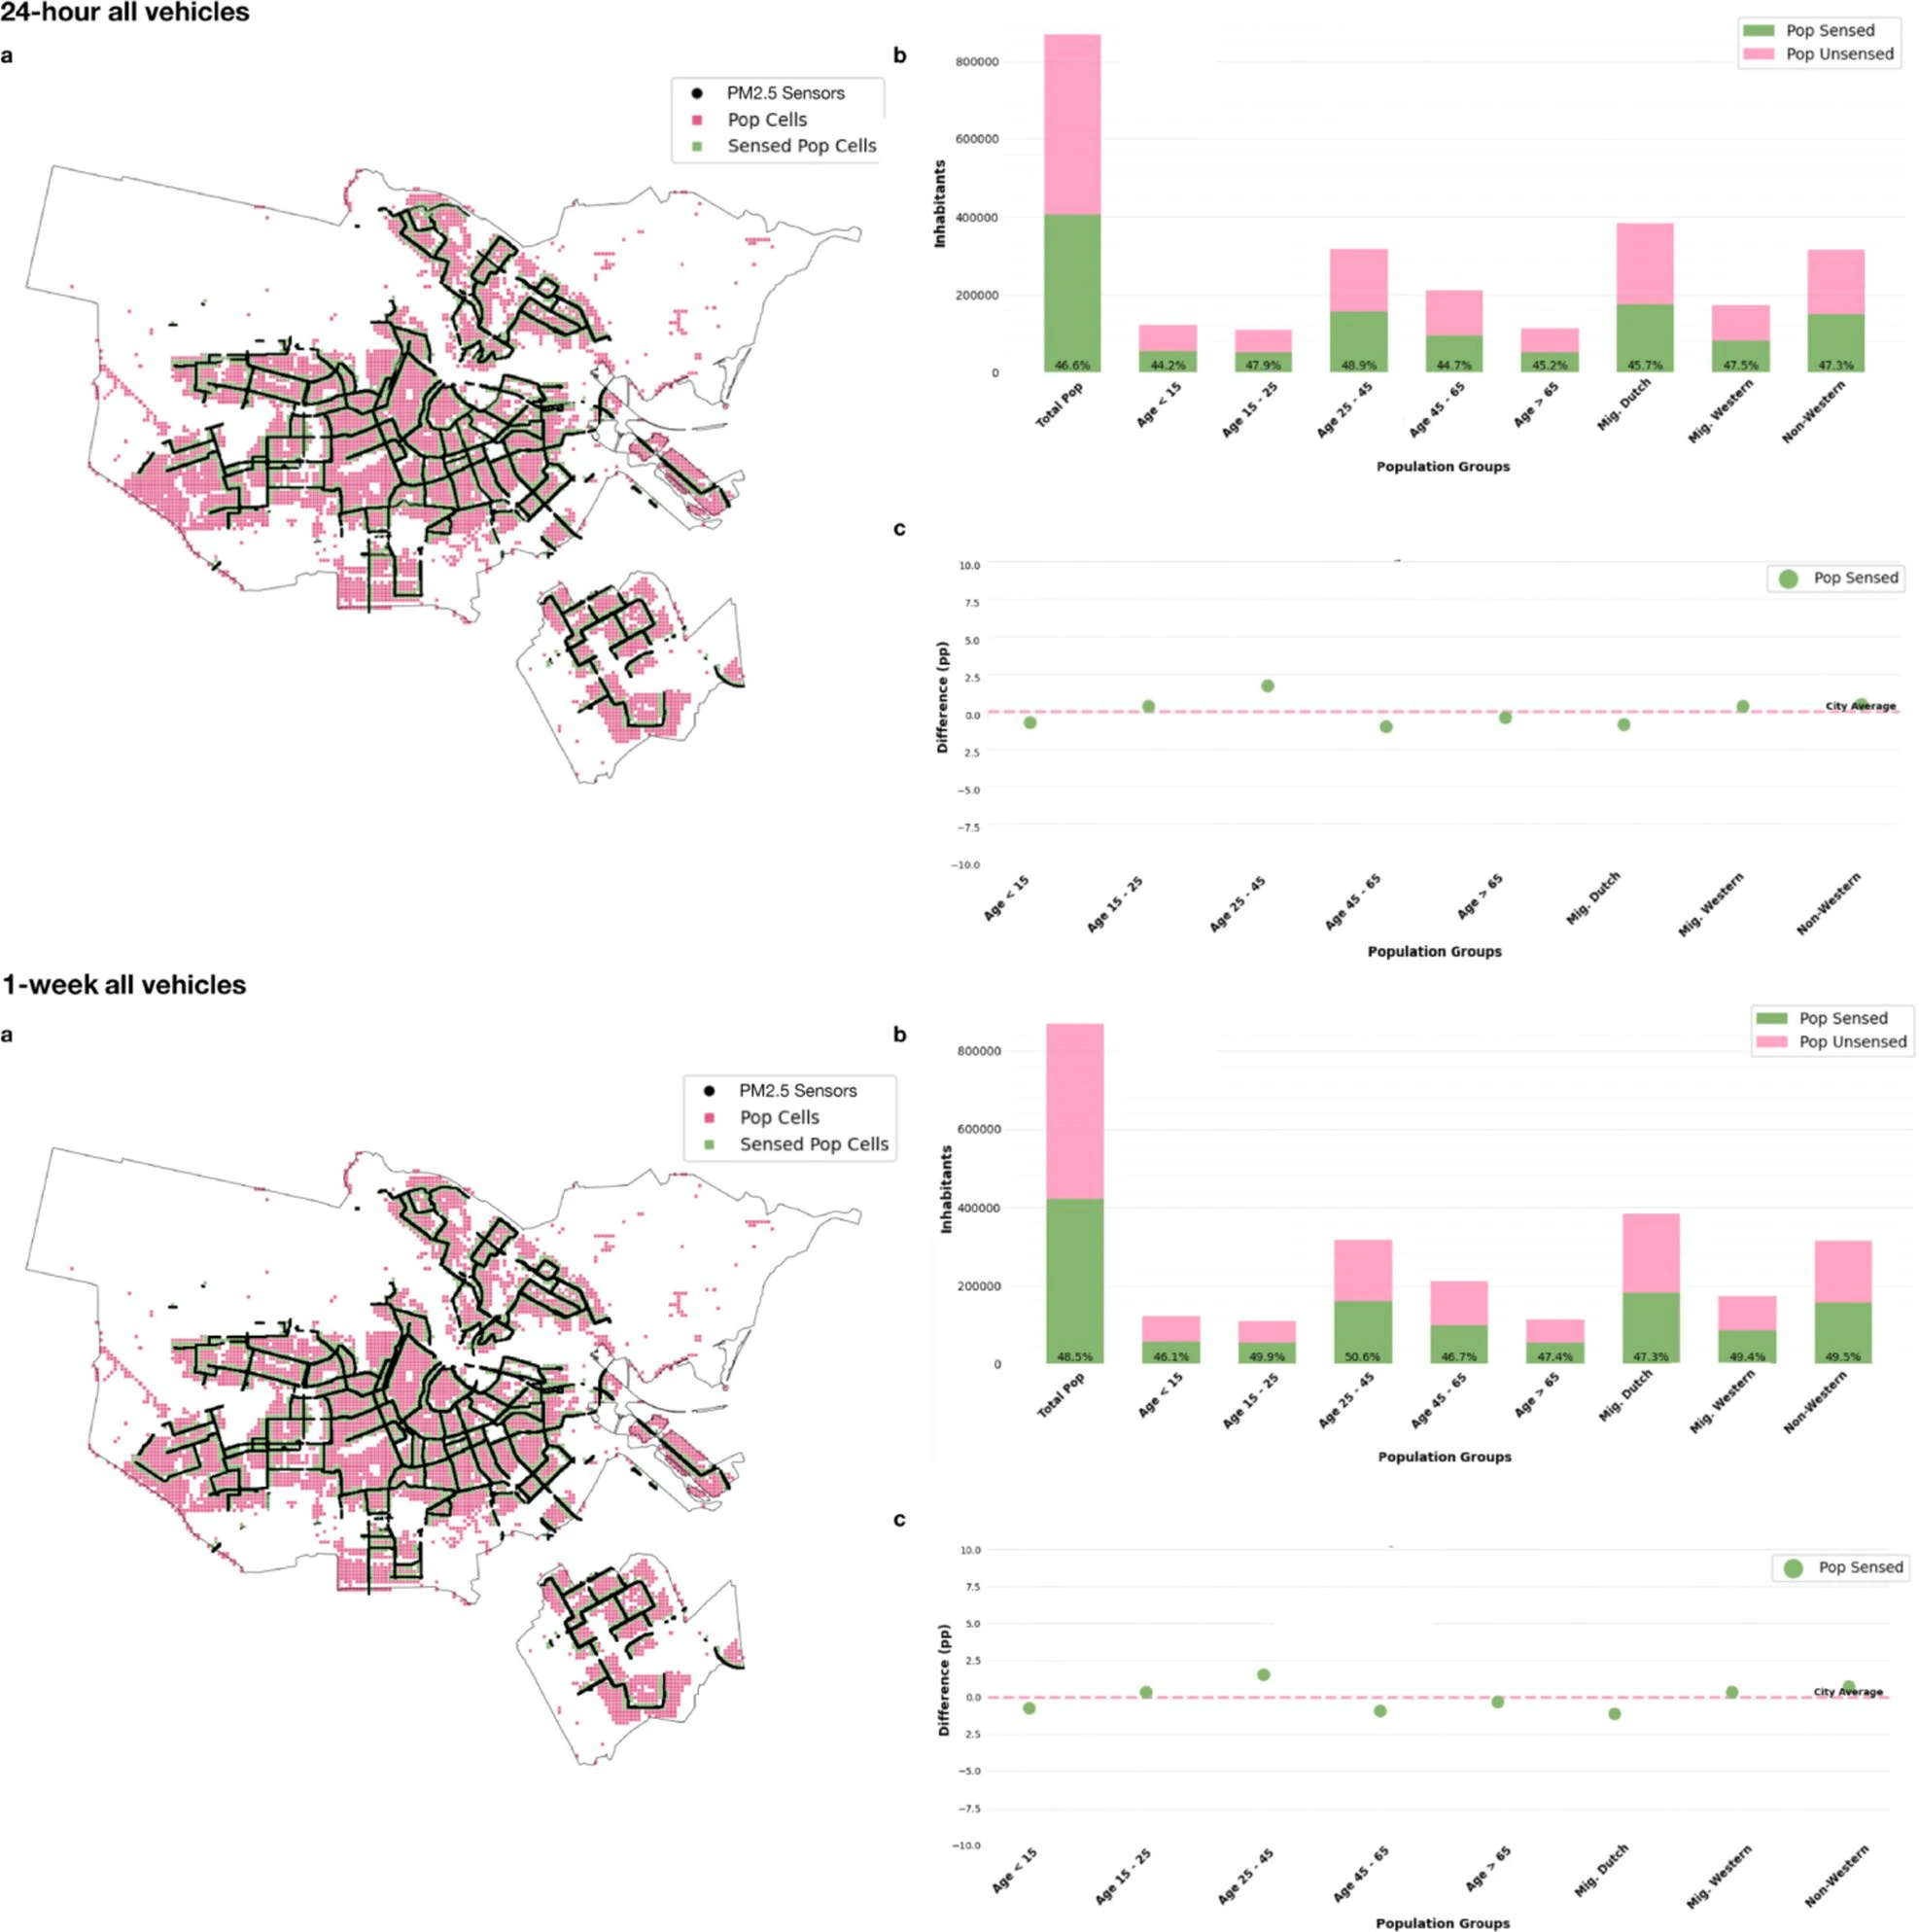 24-hour all vehicles
a
PM2.5 Sensors
Pop Cells
Sensed Pop Cells
b
Pop Sensed
Pop Unsensed
Inhabitants
800000
600000
400000
200000
0
46.6%
44.2%
47.9%
48.9%
44.7%
45.2%
45.7%
47.5%
47.3%
Total Pop
Age < 15
Age 15 - 25
Age 25 - 45
Age 45 - 65
Age > 65
Mig. Dutch
Mig. Western
Non-Western
Population Groups
c
Pop Sensed
Difference (pp)
10.0
7.5
5.0
2.5
0.0
2.5
−5.0
−7.5
−10.0
City Average
Age < 15
Age 15 - 25
Age 25 - 45
Age 45 - 65
Age > 65
Mig. Dutch
Mig. Western
Non-Western
Population Groups
1-week all vehicles
a
PM2.5 Sensors
Pop Cells
Sensed Pop Cells
b
Pop Sensed
Pop Unsensed
Inhabitants
800000
600000
400000
200000
0
48.5%
46.1%
49.9%
50.6%
46.7%
47.4%
47.3%
49.4%
49.5%
Total Pop
Age < 15
Age 15 - 25
Age 25 - 45
Age 45 - 65
Age > 65
Mig. Dutch
Mig. Western
Non-Western
Population Groups
c
Pop Sensed
Difference (pp)
10.0
7.5
5.0
2.5
0.0
2.5
−5.0
−7.5
−10.0
City Average
Age < 15
Age 15 - 25
Age 25 - 45
Age 45 - 65
Age > 65
Mig. Dutch
Mig. Western
Non-Western
Population Groups